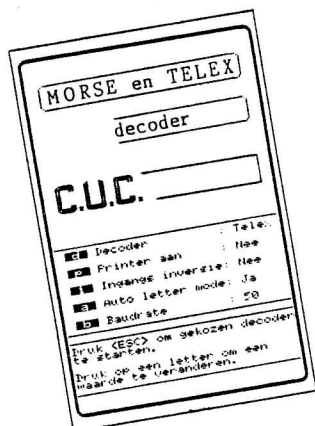 MORSE en TELEX
decoder
C.U.C.
d Decoder : Telex
p Printer aan : Nee
i Ingangs inversie: Nee
a Auto letter mode: Ja
b Baudrate : 50
Druk <ESC> om gekozen decoder
te starten.
Druk op een letter om een
waarde te veranderen.